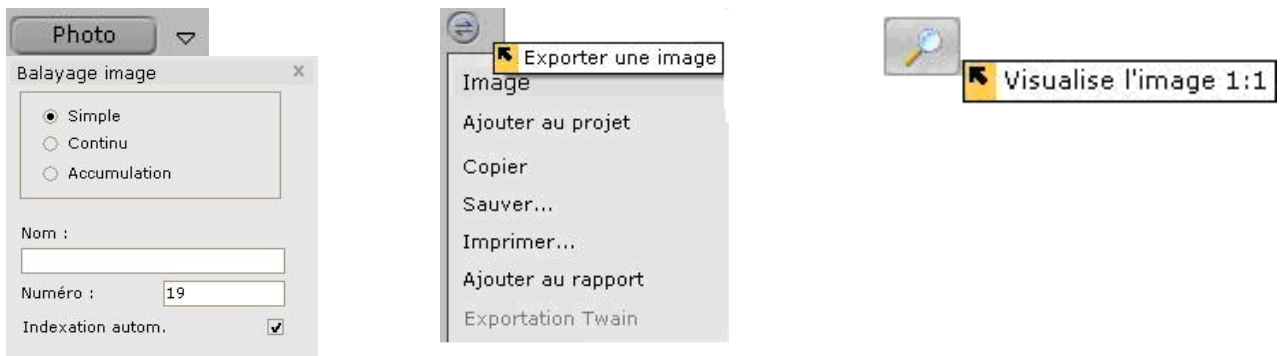 Photo
Balayage image
Simple
Continu
Accumulation
Nom :
Numéro : 19
Indexation autom.
Exporter une image
Image
Ajouter au projet
Copier
Sauver...
Imprimer...
Ajouter au rapport
Exportation Twain
Visualise l'image 1:1